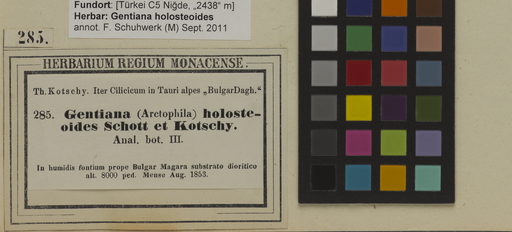 Fundort: [Türkei C5 Niğde, „2438“ m]
Herbar: Gentiana holosteoides
annot. F. Schuhwerk (M) Sept. 2011
285.
HERBARIUM REGIUM MONACENSE.
Th. Kotschy. Iter Cilicicum in Tauri alpes „BulgarDagh.“
285. Gentiana (Arctophila) holoste-
oides Schott et Kotschy.
Anal. bot. III.
In humidis fontium prope Bulgar Magara substrato dioritico
alt. 8000 ped. Mense Aug. 1853.